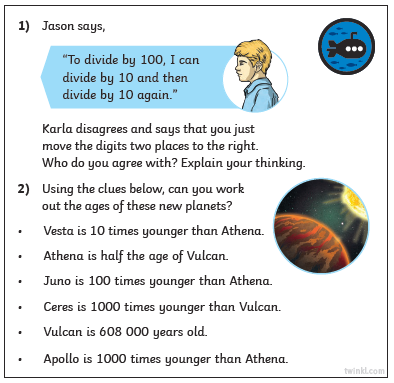 1) Jason says,
“To divide by 100, I can
divide by 10 and then
divide by 10 again.”
Karla disagrees and says that you just
move the digits two places to the right.
Who do you agree with? Explain your thinking.
2) Using the clues below, can you work
out the ages of these new planets?
• Vesta is 10 times younger than Athena.
• Athena is half the age of Vulcan.
• Juno is 100 times younger than Athena.
• Ceres is 1000 times younger than Vulcan.
• Vulcan is 608 000 years old.
• Apollo is 1000 times younger than Athena.
twinkl.com